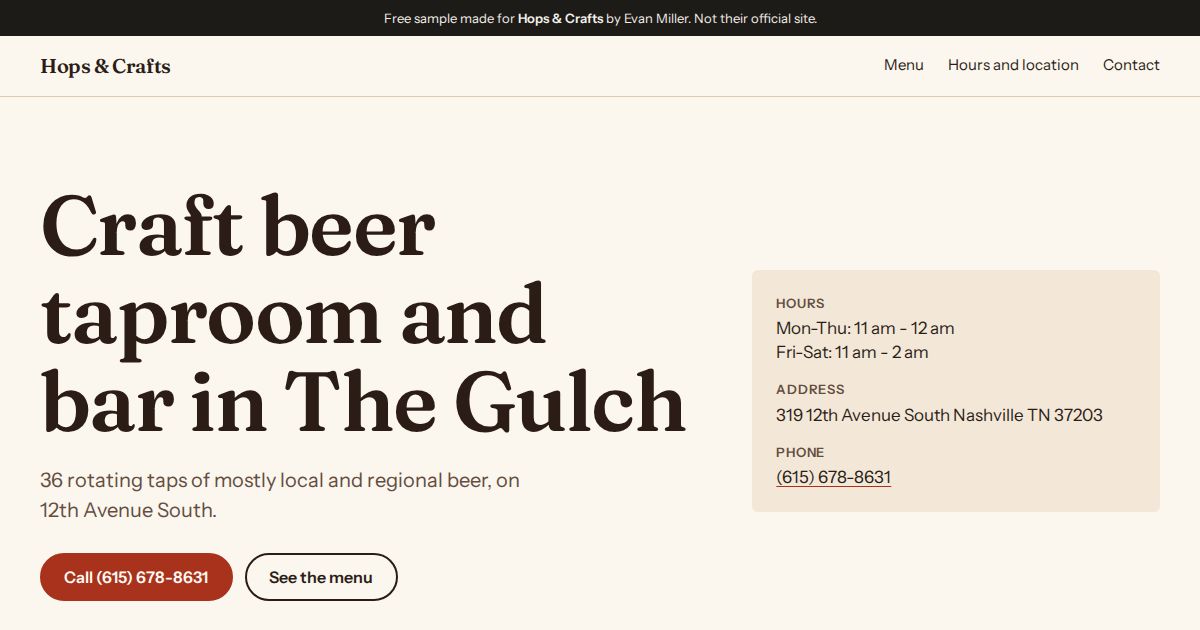 Free sample made for Hops & Crafts by Evan Miller. Not their official site.
Hops & Crafts
Menu
Hours and location
Contact
Craft beer
taproom and
bar in The Gulch
36 rotating taps of mostly local and regional beer, on
12th Avenue South.
Call (615) 678-8631
See the menu
HOURS
Mon-Thu: 11 am - 12 am
Fri-Sat: 11 am - 2 am
ADDRESS
319 12th Avenue South Nashville TN 37203
PHONE
(615) 678-8631